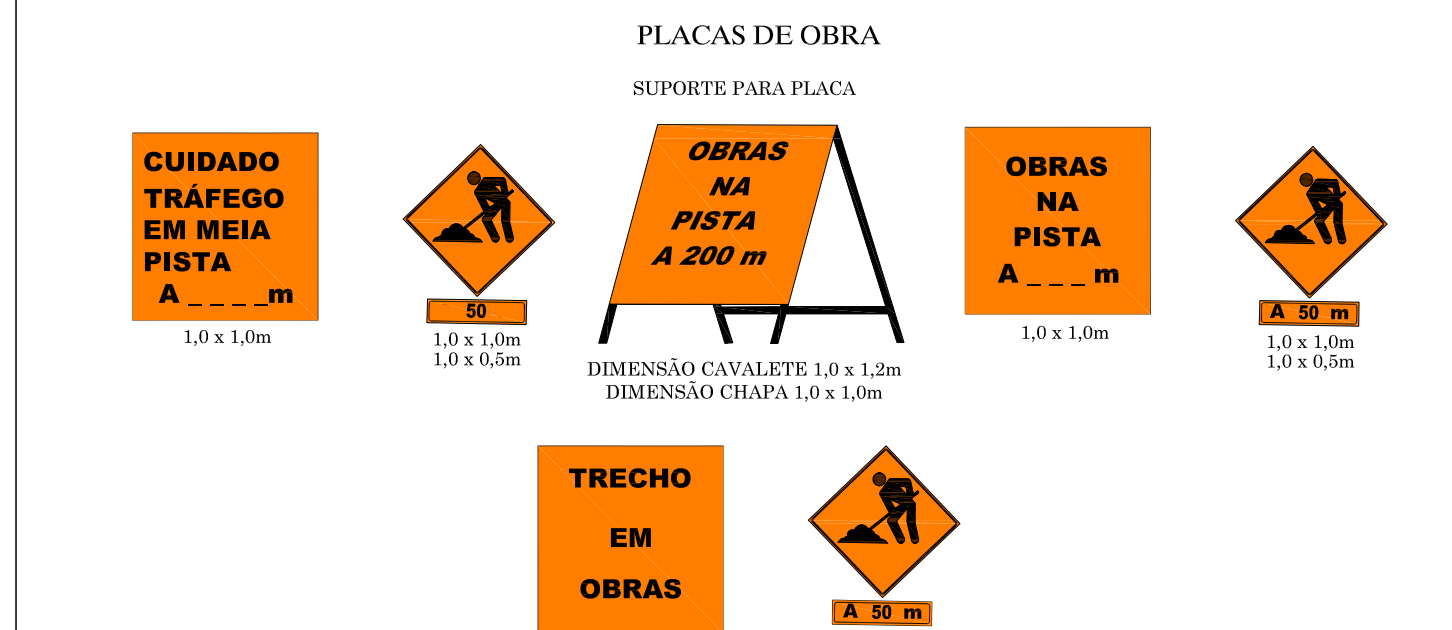 PLACAS DE OBRA
SUPORTE PARA PLACA
CUIDADO
TRÁFEGO
EM MEIA
PISTA
A _ _ _ _m
1,0 x 1,0m
50
1,0 x 1,0m
1,0 x 0,5m
OBRAS
NA
PISTA
A 200 m
DIMENSÃO CAVALETE 1,0 x 1,2m
DIMENSÃO CHAPA 1,0 x 1,0m
OBRAS
NA
PISTA
A _ _ _ m
1,0 x 1,0m
A 50 m
1,0 x 1,0m
1,0 x 0,5m
TRECHO
EM
OBRAS
A 50 m